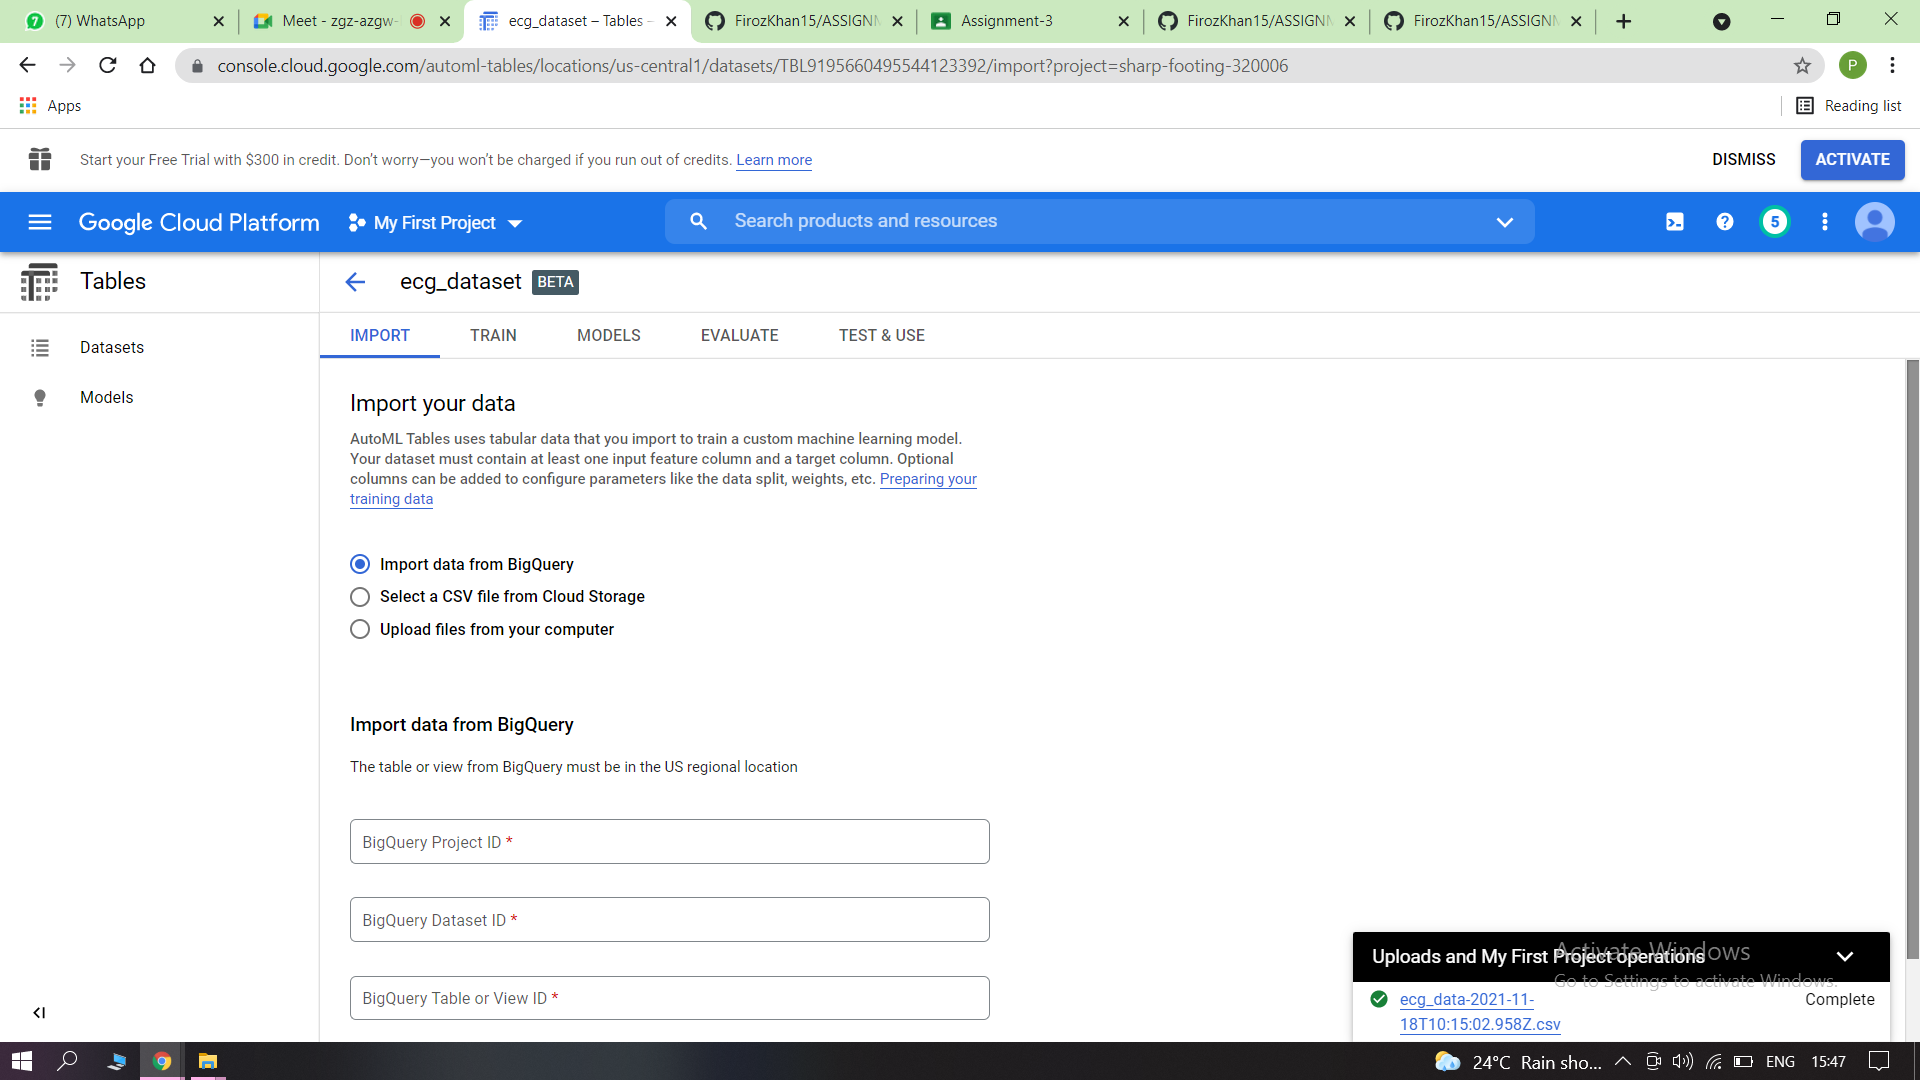 (7) WhatsApp
Meet - zgz-azgw-
ecg_dataset – Tables –
FirozKhan15/ASSIGNM
Assignment-3
FirozKhan15/ASSIGNM
FirozKhan15/ASSIGNM
console.cloud.google.com/automl-tables/locations/us-central1/datasets/TBL9195660495544123392/import?project=sharp-footing-320006
P
Apps
Reading list
Start your Free Trial with $300 in credit. Don't worry—you won't be charged if you run out of credits. Learn more
DISMISS
ACTIVATE
Google Cloud Platform
My First Project
Search products and resources
5
Tables
ecg_dataset BETA
IMPORT
TRAIN
MODELS
EVALUATE
TEST & USE
Datasets
Models
Import your data
AutoML Tables uses tabular data that you import to train a custom machine learning model.
Your dataset must contain at least one input feature column and a target column. Optional
columns can be added to configure parameters like the data split, weights, etc. Preparing your
training data
Import data from BigQuery
Select a CSV file from Cloud Storage
Upload files from your computer
Import data from BigQuery
The table or view from BigQuery must be in the US regional location
BigQuery Project ID *
BigQuery Dataset ID *
BigQuery Table or View ID *
Uploads and My First Project operations
Activate Windows
Go to Settings to activate Windows.
ecg_data-2021-11-
18T10:15:02.958Z.csv
Complete
24°C Rain sho...
ENG
15:47